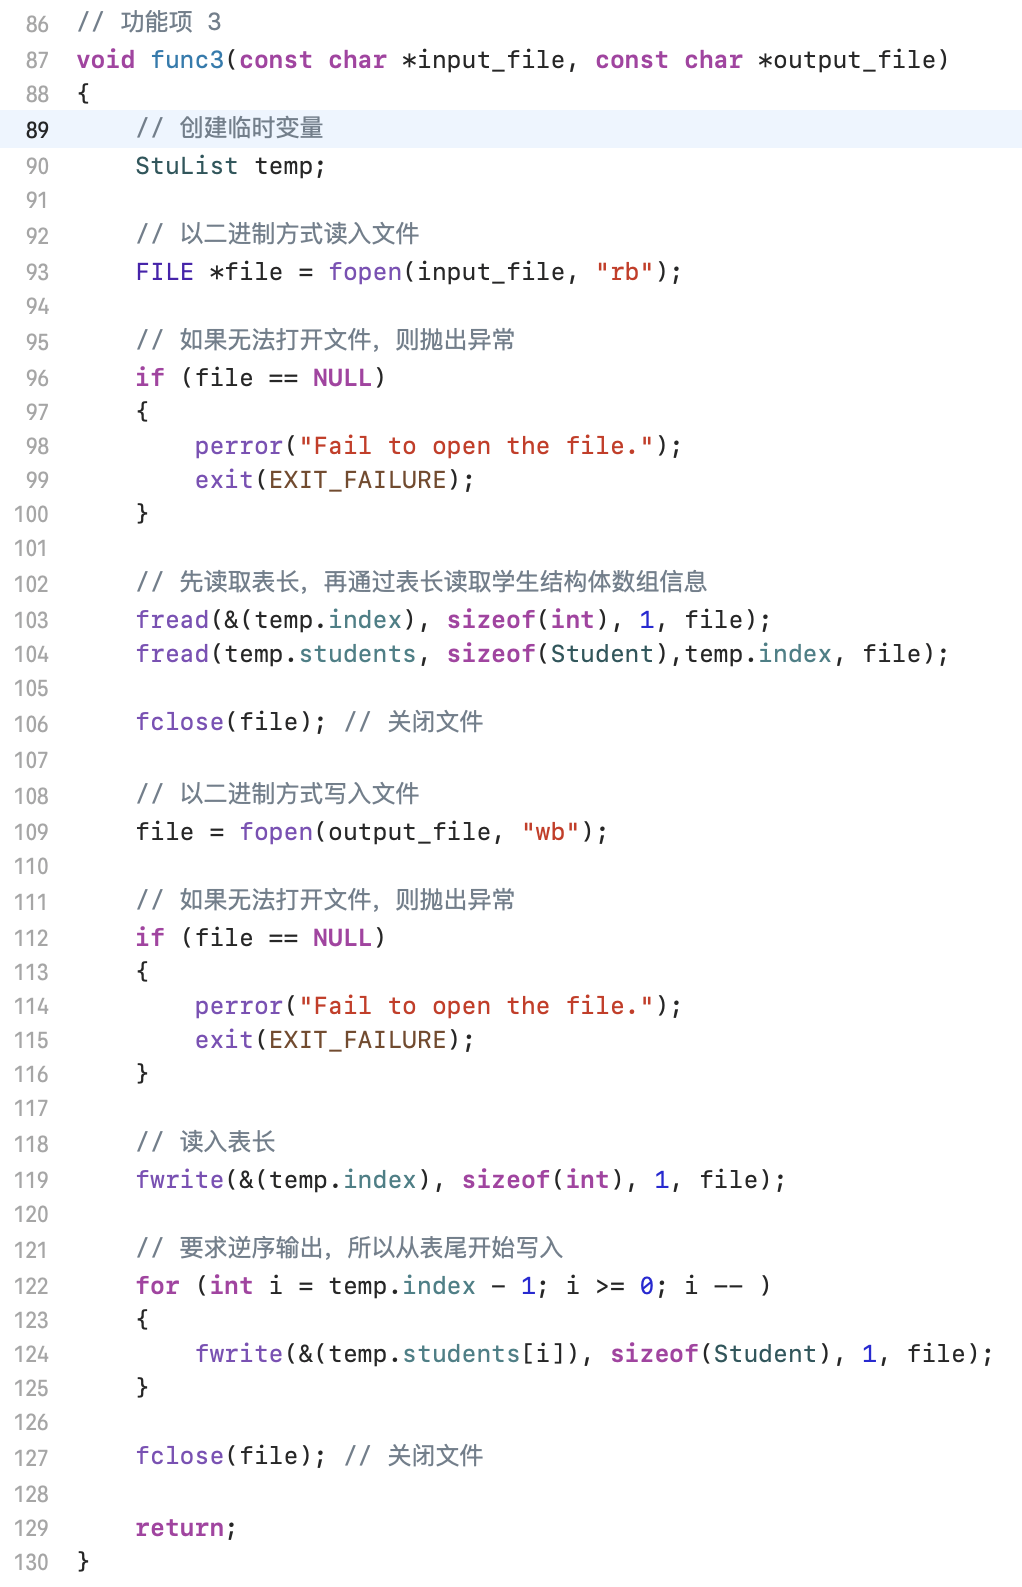 86 // 功能项 3
87 void func3(const char *input_file, const char *output_file)
88 {
89     // 创建临时变量
90     StuList temp;
91
92     // 以二进制方式读入文件
93     FILE *file = fopen(input_file, "rb");
94
95     // 如果无法打开文件，则抛出异常
96     if (file == NULL)
97     {
98         perror("Fail to open the file.");
99         exit(EXIT_FAILURE);
100     }
101
102     // 先读取表长，再通过表长读取学生结构体数组信息
103     fread(&(temp.index), sizeof(int), 1, file);
104     fread(temp.students, sizeof(Student),temp.index, file);
105
106     fclose(file); // 关闭文件
107
108     // 以二进制方式写入文件
109     file = fopen(output_file, "wb");
110
111     // 如果无法打开文件，则抛出异常
112     if (file == NULL)
113     {
114         perror("Fail to open the file.");
115         exit(EXIT_FAILURE);
116     }
117
118     // 读入表长
119     fwrite(&(temp.index), sizeof(int), 1, file);
120
121     // 要求逆序输出，所以从表尾开始写入
122     for (int i = temp.index - 1; i >= 0; i -- )
123     {
124         fwrite(&(temp.students[i]), sizeof(Student), 1, file);
125     }
126
127     fclose(file); // 关闭文件
128
129     return;
130 }